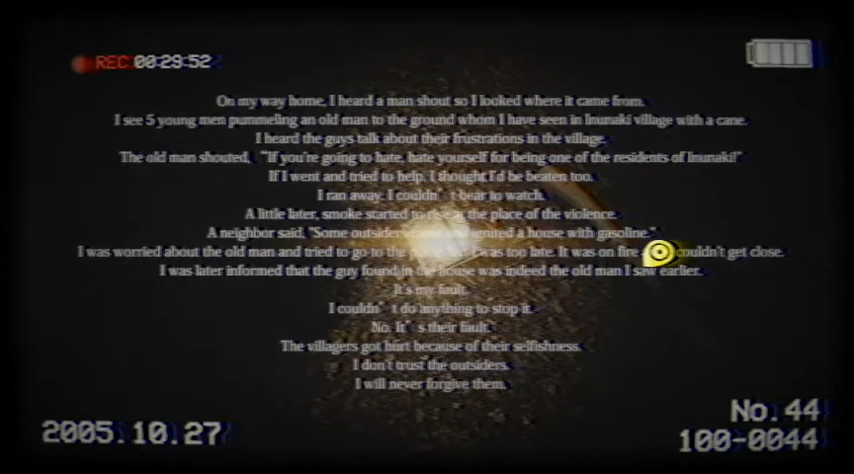 REC 00:29:52
On my way home, I heard a man shout so I looked where it came from.
I see 5 young men pummeling an old man to the ground whom I have seen in Inunaki village with a cane.
I heard the guys talk about their frustrations in the village.
The old man shouted, "If you're going to hate, hate yourself for being one of the residents of Inunaki!"
If I went and tried to help, I thought I'd be beaten too.
I ran away. I couldn't bear to watch.
A little later, smoke started to rise at the place of the violence.
A neighbor said, "Some outsiders ignited a house with gasoline."
I was worried about the old man and tried to go to the was too late. It was on fire couldn't get close.
I was later informed that the guy found in the house was indeed the old man I saw earlier.
It's my fault.
I couldn't do anything to stop it.
No. It's their fault.
The villagers got hurt because of their selfishness.
I don't trust the outsiders.
I will never forgive them.
No.44
2005.10.27
100-0044